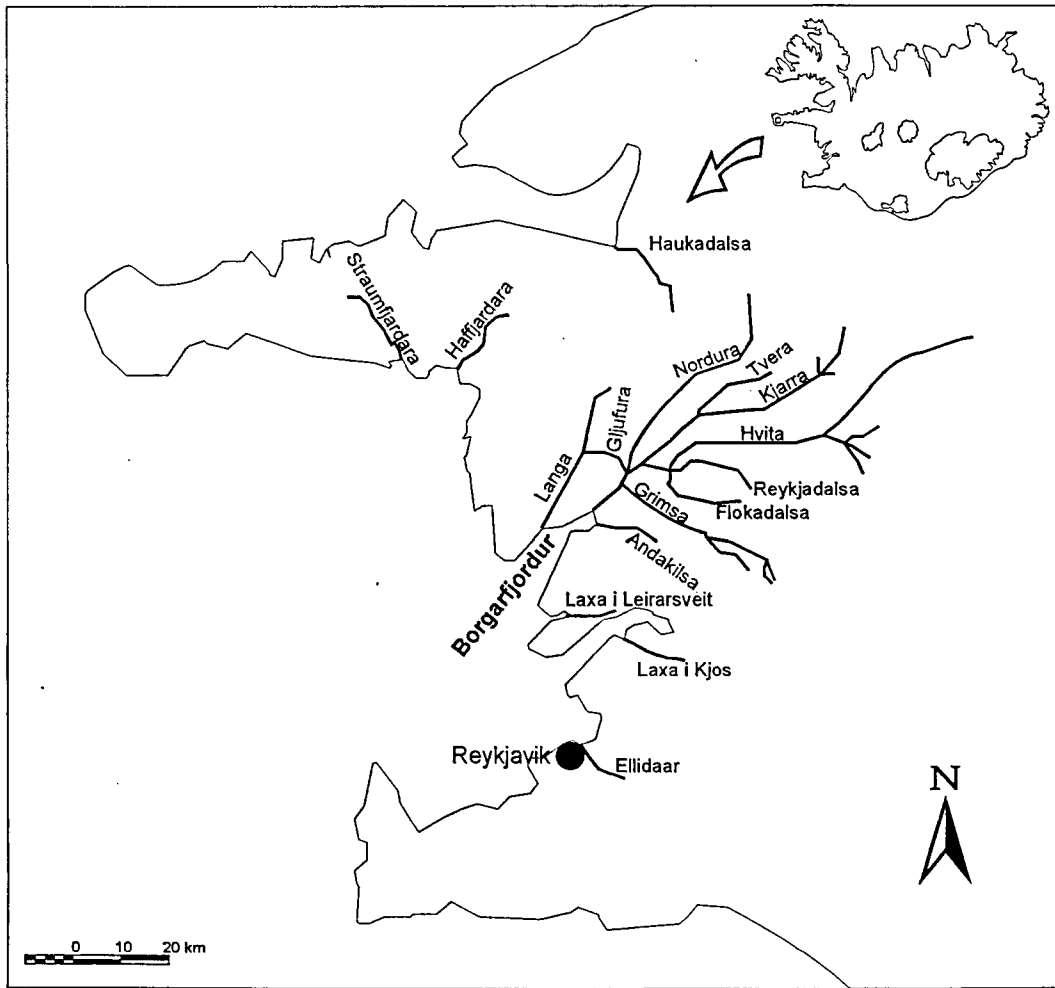 Haukadalsa
Straumfjardara
Haffjardara
Nordura
Tvera
Kjarra
Gljufura
Hvita
Langa
Reykjadalsa
Grimsa
Flokadalsa
Andakilsa
Borgarfjordur
Laxa i Leirarsveit
Laxa i Kjos
Reykjavik
Ellidaar
N
0 10 20 km